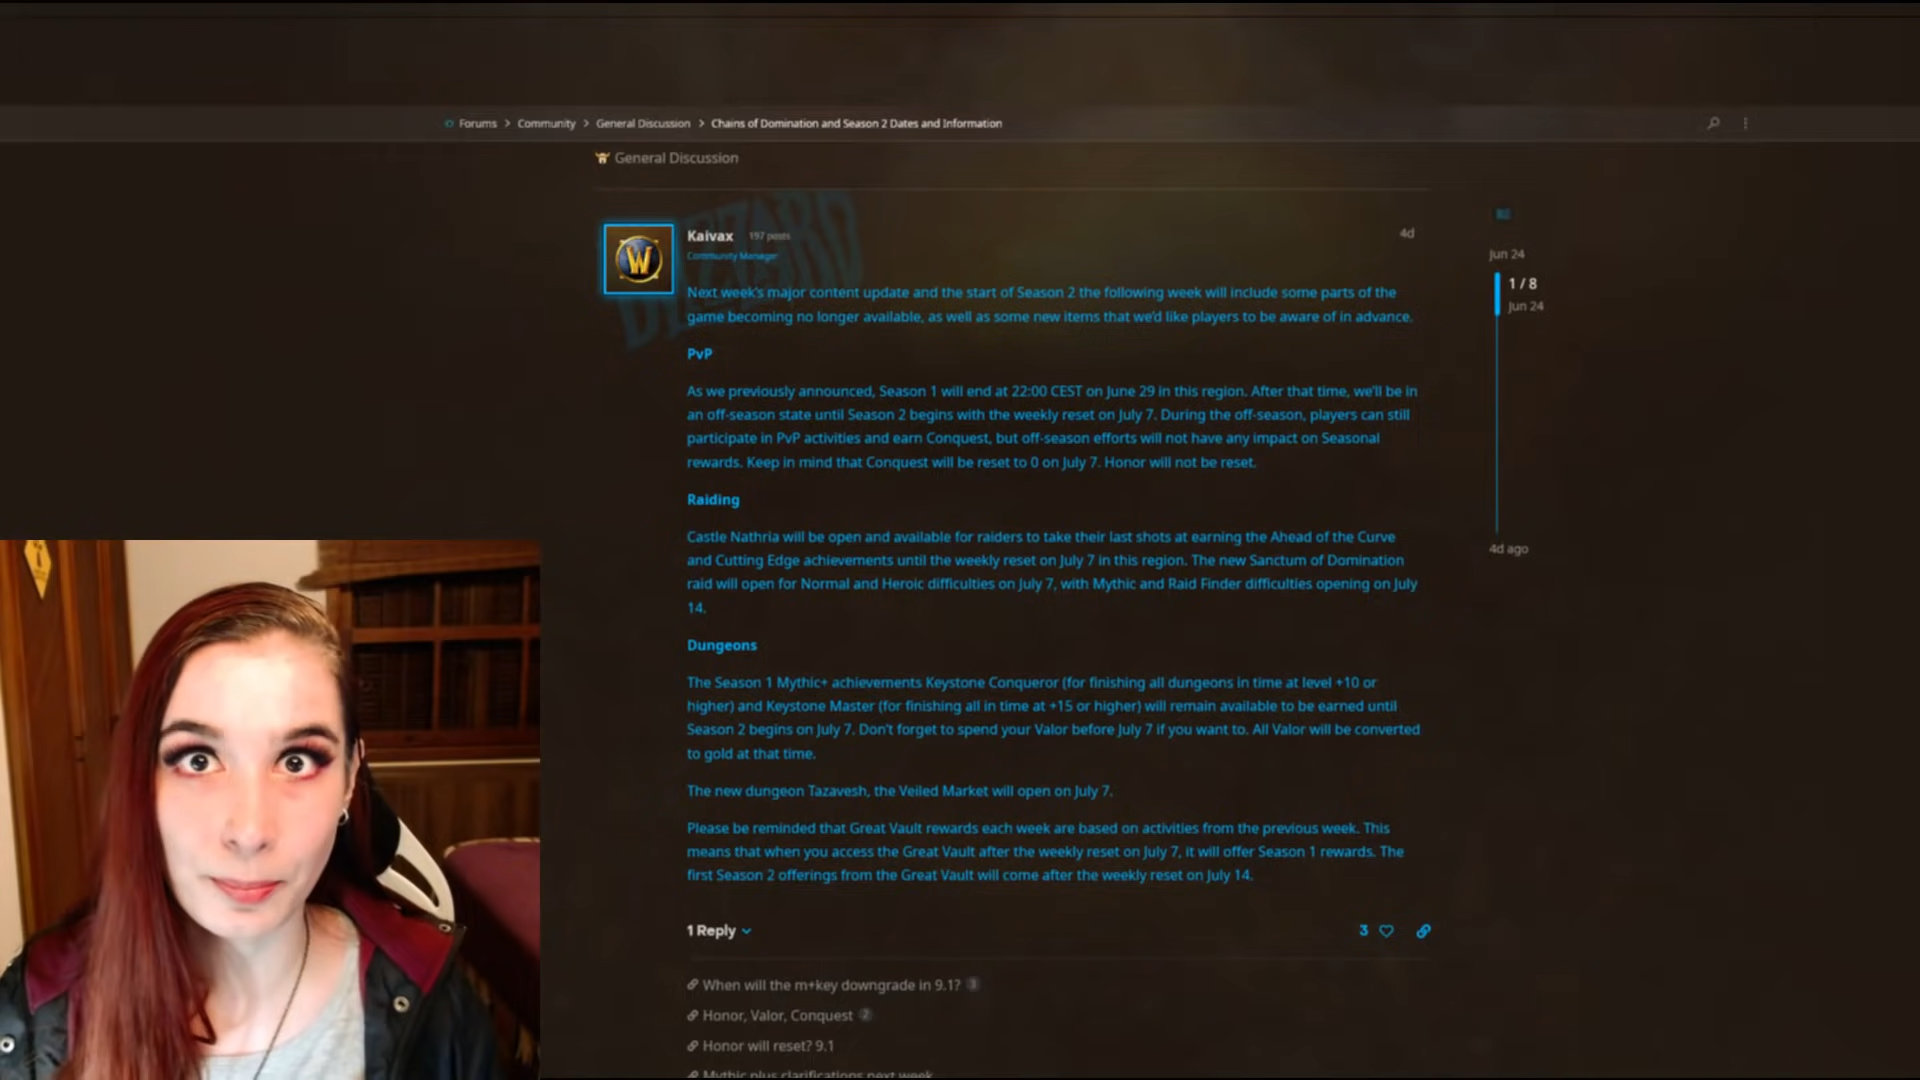 Forums > Community > General Discussion > Chains of Domination and Season 2 Dates and Information
General Discussion
BLIZZARD
Kaivax 197 posts
4d
Community Manager
Jun 24
1 / 8
Jun 24
Next week's major content update and the start of Season 2 the following week will include some parts of the
game becoming no longer available, as well as some new items that we'd like players to be aware of in advance.
PvP
As we previously announced, Season 1 will end at 22:00 CEST on June 29 in this region. After that time, we'll be in
an off-season state until Season 2 begins with the weekly reset on July 7. During the off-season, players can still
participate in PvP activities and earn Conquest, but off-season efforts will not have any impact on Seasonal
rewards. Keep in mind that Conquest will be reset to 0 on July 7. Honor will not be reset.
Raiding
Castle Nathria will be open and available for raiders to take their last shots at earning the Ahead of the Curve
and Cutting Edge achievements until the weekly reset on July 7 in this region. The new Sanctum of Domination
4d ago
raid will open for Normal and Heroic difficulties on July 7, with Mythic and Raid Finder difficulties opening on July
14.
Dungeons
The Season 1 Mythic+ achievements Keystone Conqueror (for finishing all dungeons in time at level +10 or
higher) and Keystone Master (for finishing all in time at +15 or higher) will remain available to be earned until
Season 2 begins on July 7. Don't forget to spend your Valor before July 7 if you want to. All Valor will be converted
to gold at that time.
The new dungeon Tazavesh, the Veiled Market will open on July 7.
Please be reminded that Great Vault rewards each week are based on activities from the previous week. This
means that when you access the Great Vault after the weekly reset on July 7, it will offer Season 1 rewards. The
first Season 2 offerings from the Great Vault will come after the weekly reset on July 14.
1 Reply
3
When will the m+key downgrade in 9.1? 3
Honor, Valor, Conquest 2
Honor will reset? 9.1
Mythic plus clarifications next week